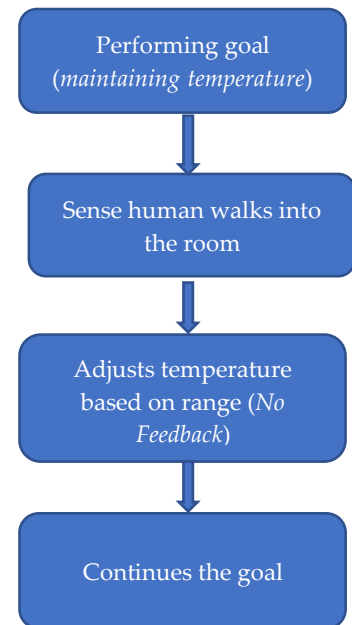 Performing goal
(maintaining temperature)
Sense human walks into
the room
Adjusts temperature
based on range (No
Feedback)
Continues the goal